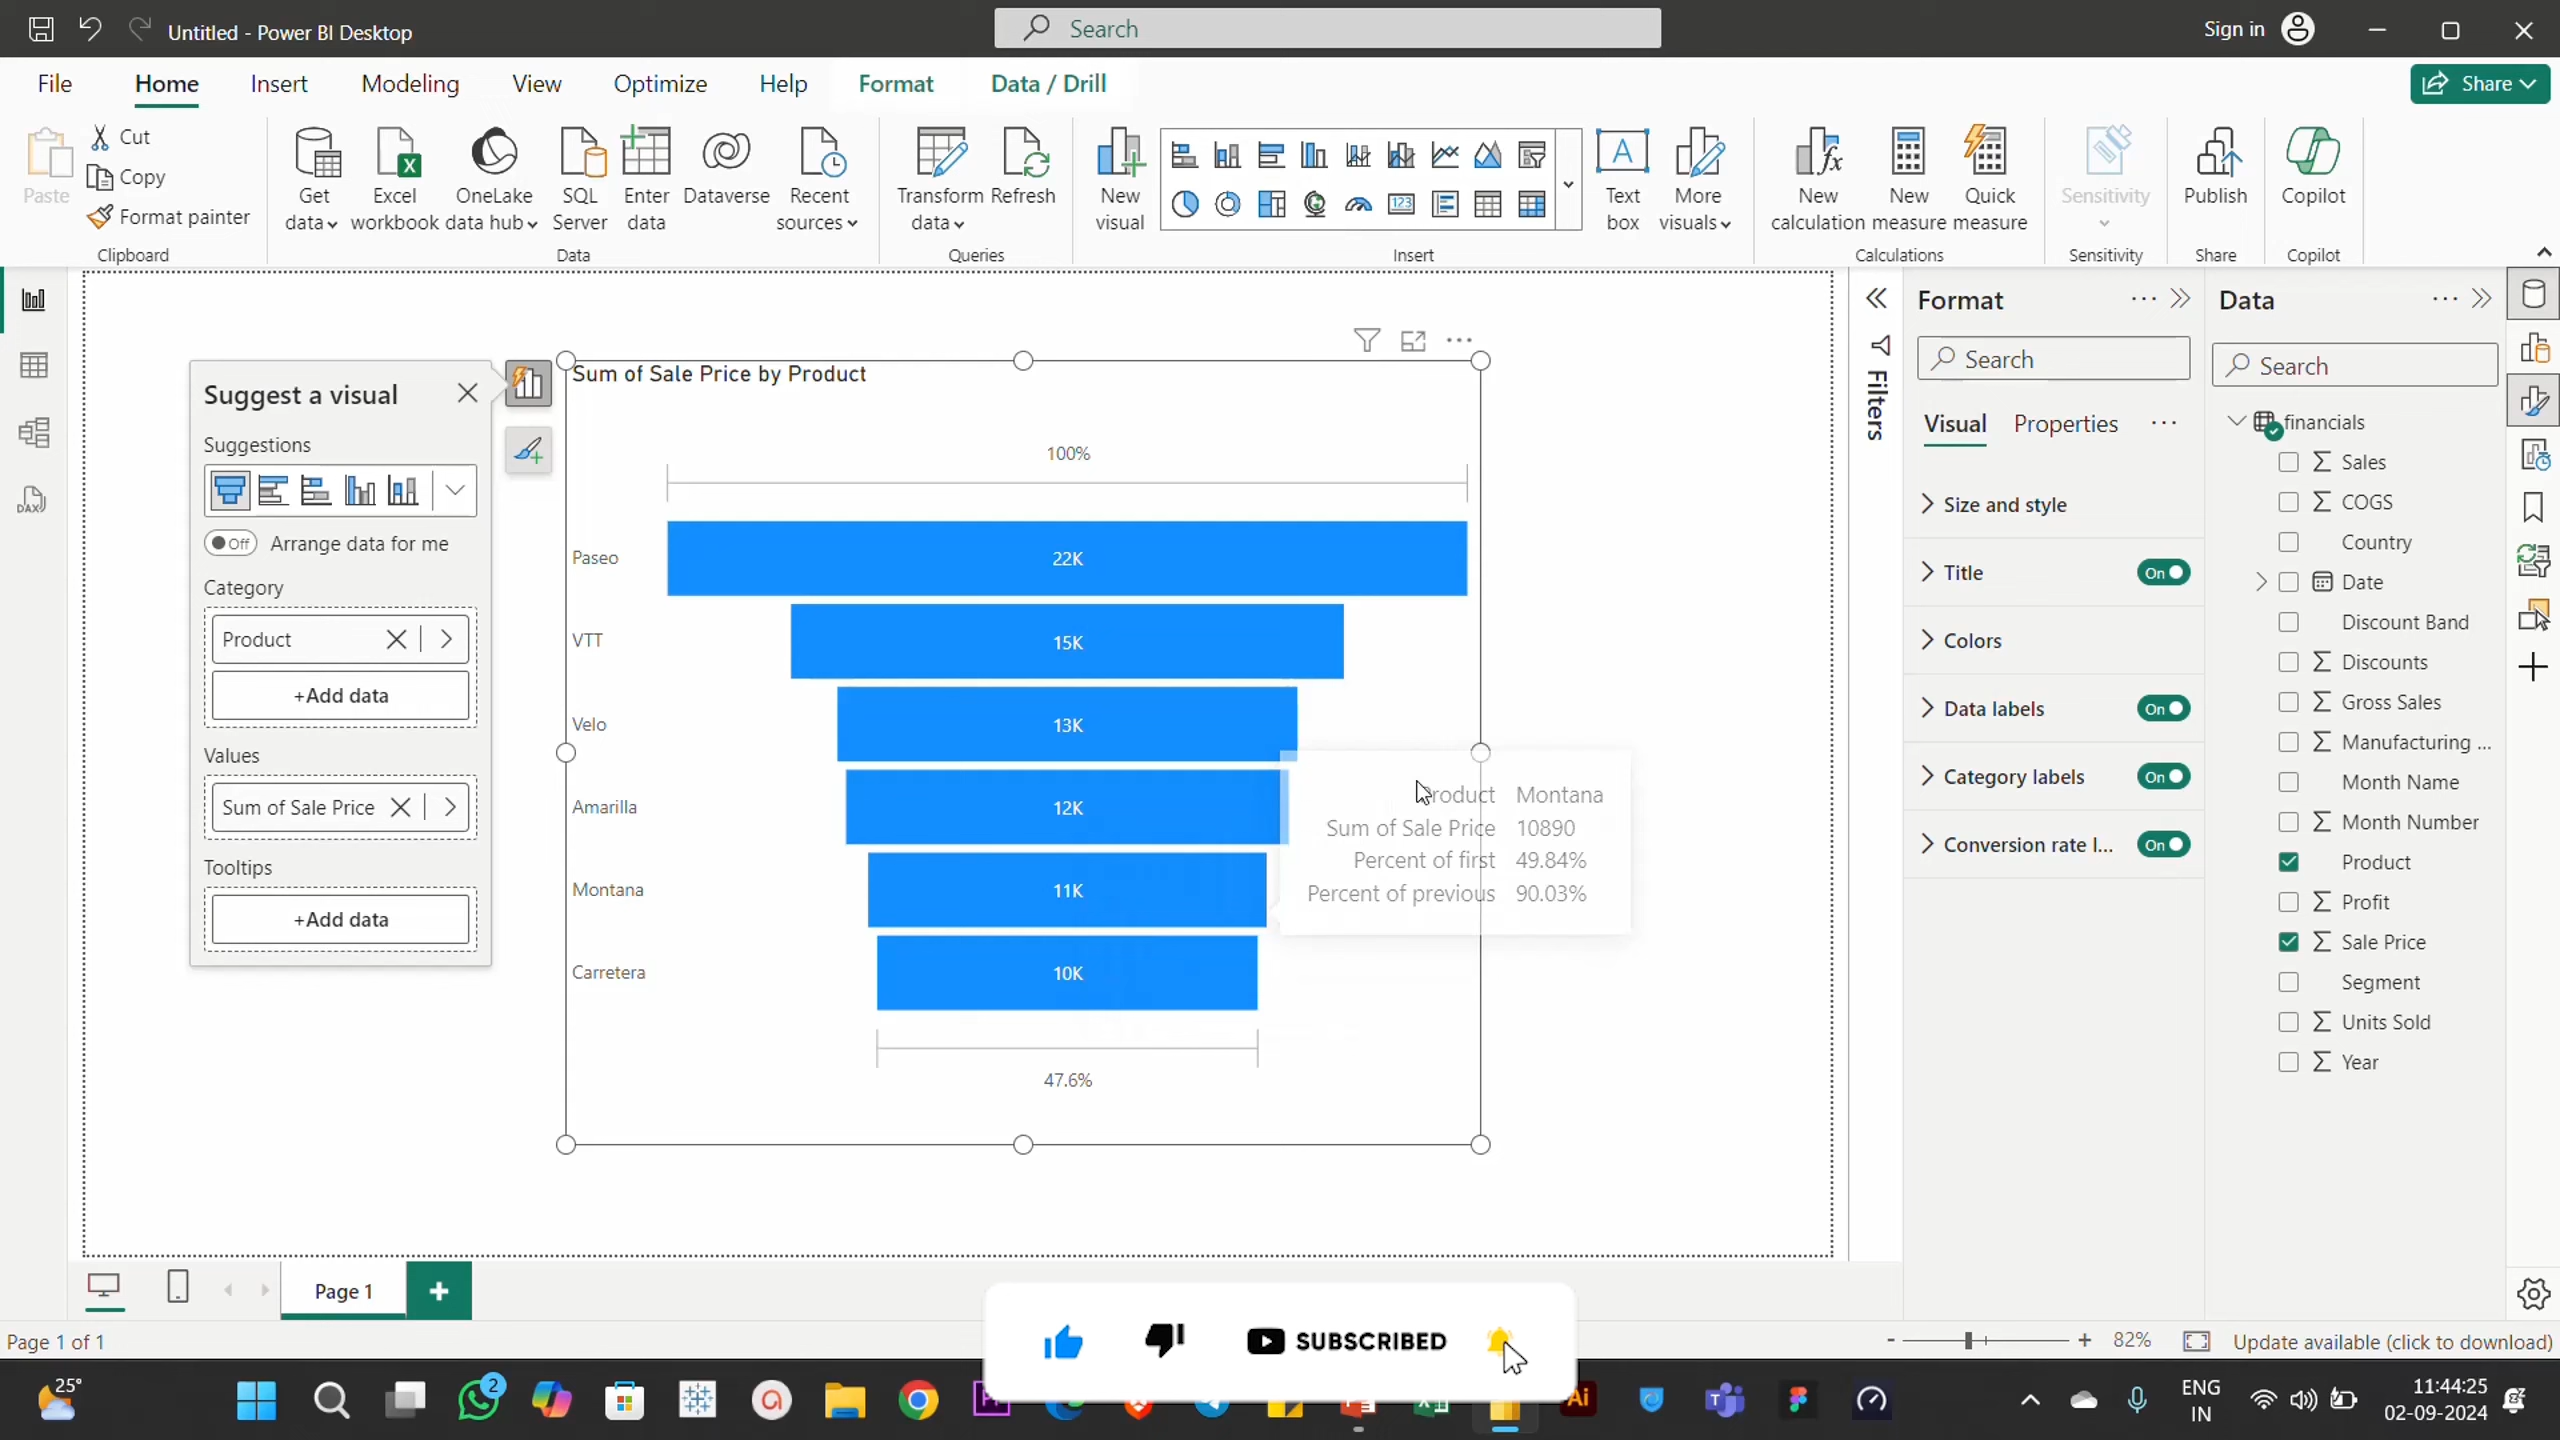 Untitled - Power BI Desktop
Search
Sign in
File
Home
Insert
Modeling
View
Optimize
Help
Format
Data / Drill
Share
Paste
Cut
Copy
Format painter
Clipboard
Get data
Excel workbook
OneLake data hub
SQL Server
Enter data
Dataverse
Recent sources
Data
Transform data
Refresh
Queries
New visual
123
Insert
A
Text box
More visuals
New calculation
New measure
Quick measure
Calculations
Sensitivity
Sensitivity
Publish
Share
Copilot
Copilot
DAX
Suggest a visual
Suggestions
Off
Arrange data for me
Category
Product
+Add data
Values
Sum of Sale Price
Tooltips
+Add data
Sum of Sale Price by Product
100%
Paseo
22K
VTT
15K
Velo
13K
Amarilla
12K
Montana
11K
Carretera
10K
47.6%
Product Montana
Sum of Sale Price 10890
Percent of first 49.84%
Percent of previous 90.03%
Filters
Format
Search
Visual
Properties
Size and style
Title
On
Colors
Data labels
On
Category labels
On
Conversion rate l...
On
Data
Search
financials
Sales
COGS
Country
Date
Discount Band
Discounts
Gross Sales
Manufacturing ...
Month Name
Month Number
Product
Profit
Sale Price
Segment
Units Sold
Year
Page 1
Page 1 of 1
SUBSCRIBED
82%
Update available (click to download)
25°
2
Ai
ENG
IN
11:44:25
02-09-2024